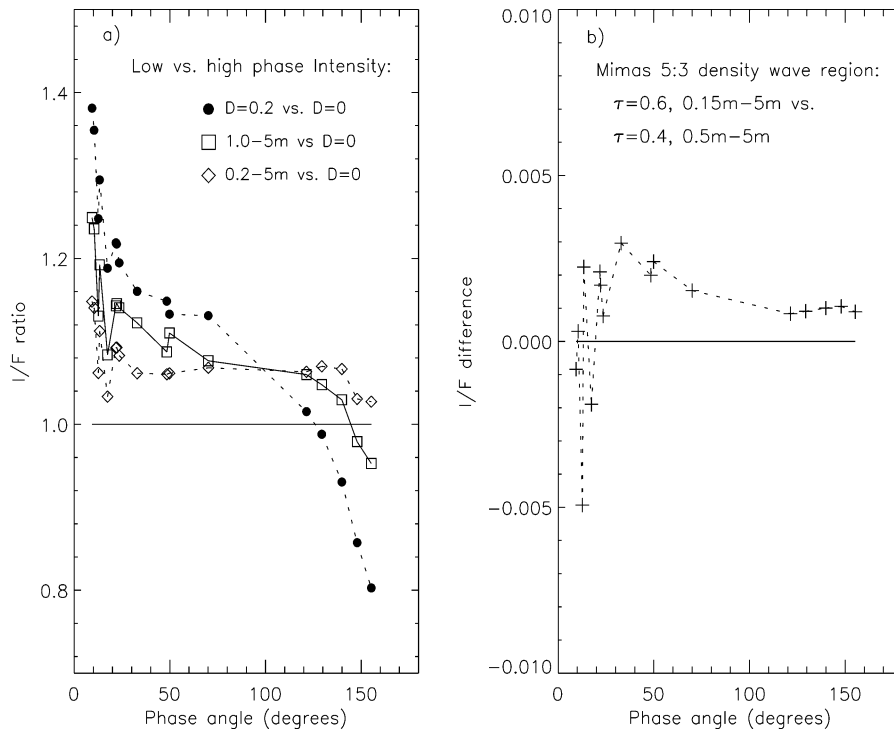 a)
Low vs. high phase Intensity:
D=0.2 vs. D=0
1.0−5m vs D=0
0.2−5m vs. D=0
1.4
1.2
1.0
0.8
I/F ratio
0 50 100 150
Phase angle (degrees)
b)
Mimas 5:3 density wave region:
τ=0.6, 0.15m−5m vs.
τ=0.4, 0.5m−5m
0.010
0.005
0.000
−0.005
−0.010
I/F difference
0 50 100 150
Phase angle (degrees)